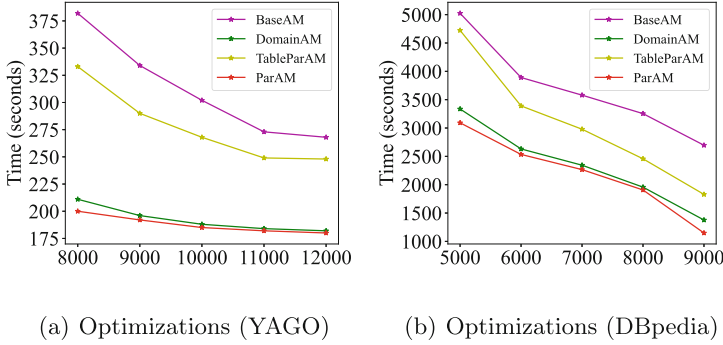 BaseAM
DomainAM
TableParAM
ParAM
Time (seconds)
375
350
325
300
275
250
225
200
175
8000 9000 10000 11000 12000
(a) Optimizations (YAGO)
BaseAM
DomainAM
TableParAM
ParAM
Time (seconds)
5000
4500
4000
3500
3000
2500
2000
1500
1000
5000 6000 7000 8000 9000
(b) Optimizations (DBpedia)